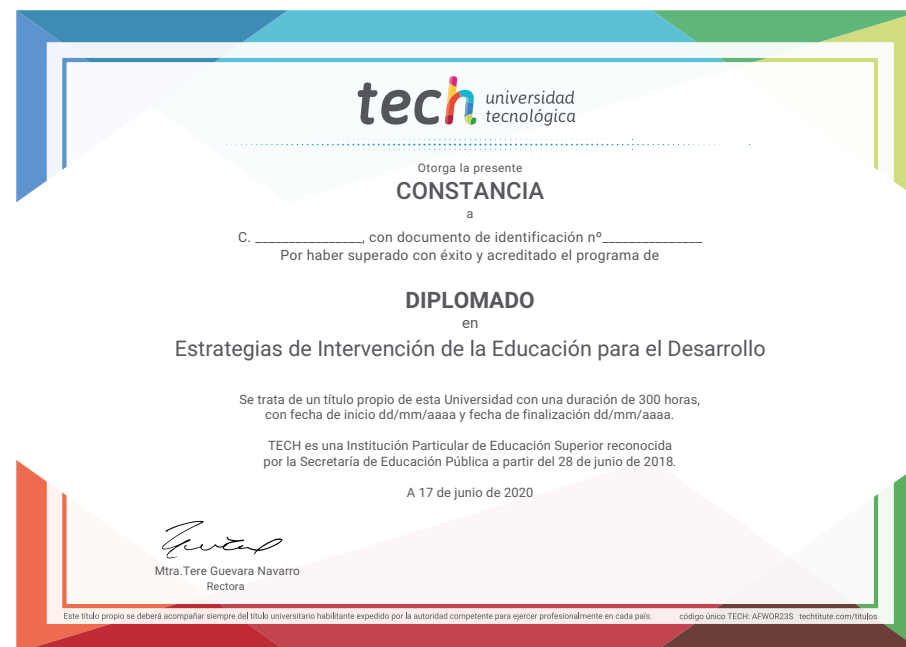 tech universidad
tecnológica
Otorga la presente
CONSTANCIA
a
C. ________________, con documento de identificación nº_______________
Por haber superado con éxito y acreditado el programa de
DIPLOMADO
en
Estrategias de Intervención de la Educación para el Desarrollo
Se trata de un título propio de esta Universidad con una duración de 300 horas,
con fecha de inicio dd/mm/aaaa y fecha de finalización dd/mm/aaaa.
TECH es una Institución Particular de Educación Superior reconocida
por la Secretaría de Educación Pública a partir del 28 de junio de 2018.
A 17 de junio de 2020
Mtra.Tere Guevara Navarro
Rectora
Este título propio se deberá acompañar siempre del título universitario habilitante expedido por la autoridad competente para ejercer profesionalmente en cada país. código único TECH: AFWOR23S techtitute.com/titulos